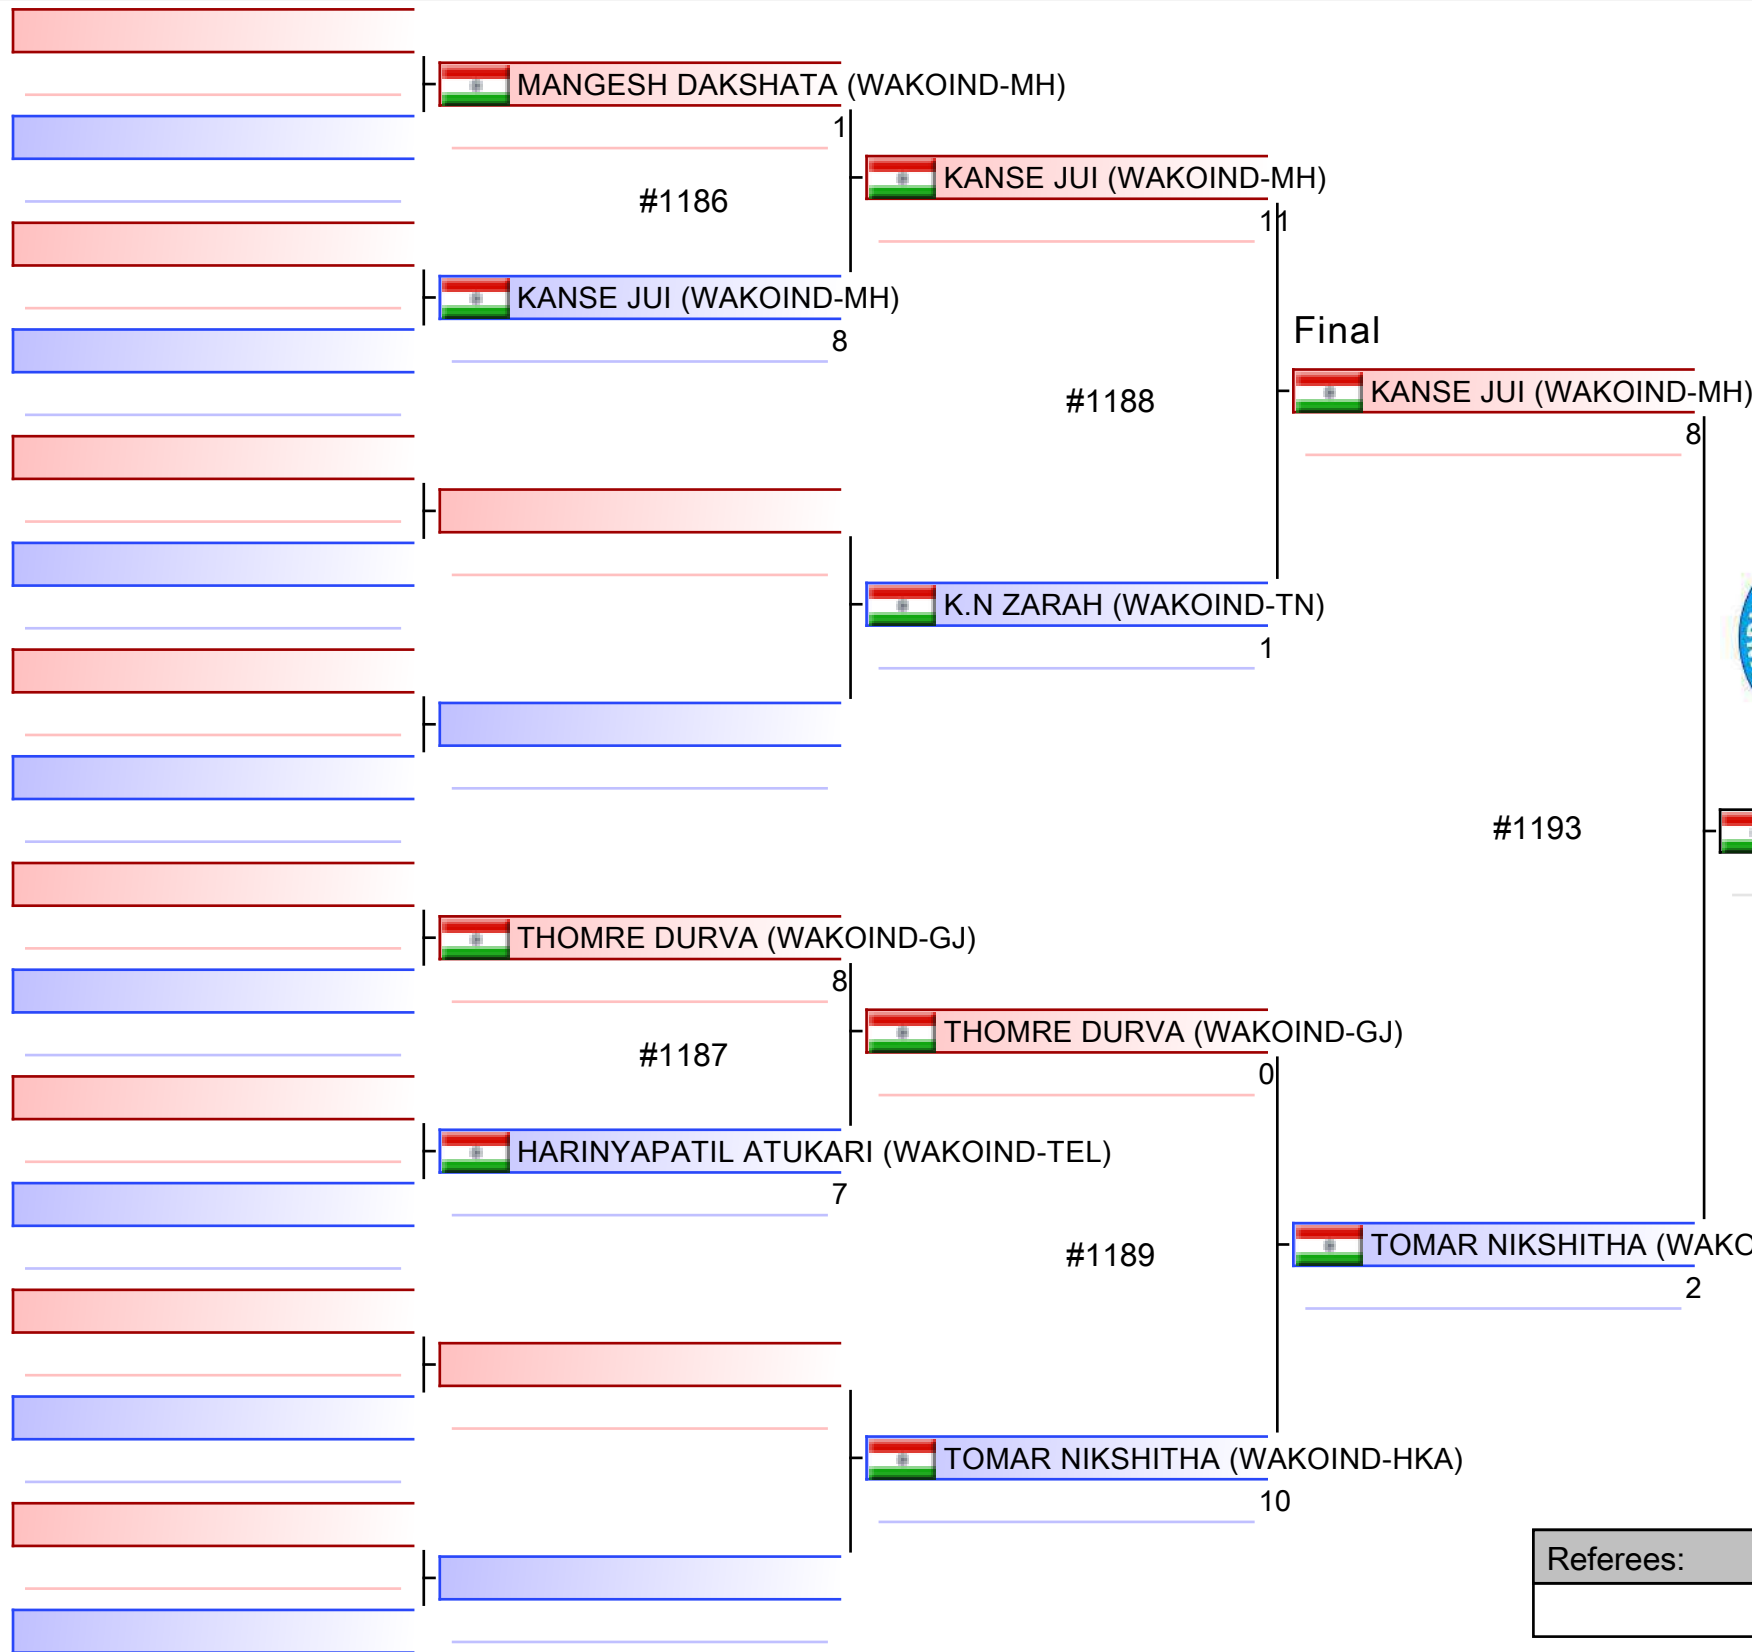 MANGESH DAKSHATA (WAKOIND-MH)
1
KANSE JUI (WAKOIND-MH)
#1186
11
KANSE JUI (WAKOIND-MH)
8
Final
KANSE JUI (WAKOIND-MH)
#1188
8
K.N ZARAH (WAKOIND-TN)
1
#1193
THOMRE DURVA (WAKOIND-GJ)
8
THOMRE DURVA (WAKOIND-GJ)
#1187
0
HARINYAPATIL ATUKARI (WAKOIND-TEL)
7
TOMAR NIKSHITHA (WAKO
#1189
2
TOMAR NIKSHITHA (WAKOIND-HKA)
10
Referees: